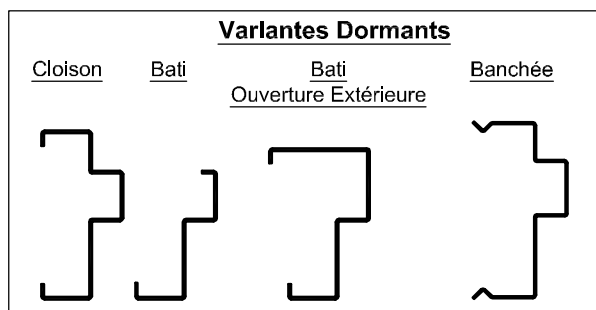 Varlantes Dormants
Cloison
Bati
Bati
Ouverture Extérieure
Banchée